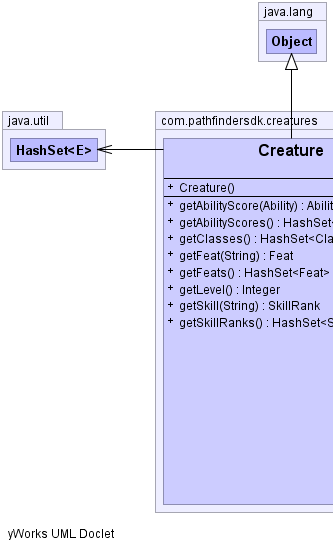 java.lang
Object
java.util
HashSet<E>
com.pathfindersdk.creatures
Creature
+ Creature()
+ getAbilityScore(Ability) : Abili
+ getAbilityScores() : HashSet<
+ getClasses() : HashSet<Cla
+ getFeat(String) : Feat
+ getFeats() : HashSet<Feat>
+ getLevel() : Integer
+ getSkill(String) : SkillRank
+ getSkillRanks() : HashSet<S
yWorks UML Doclet